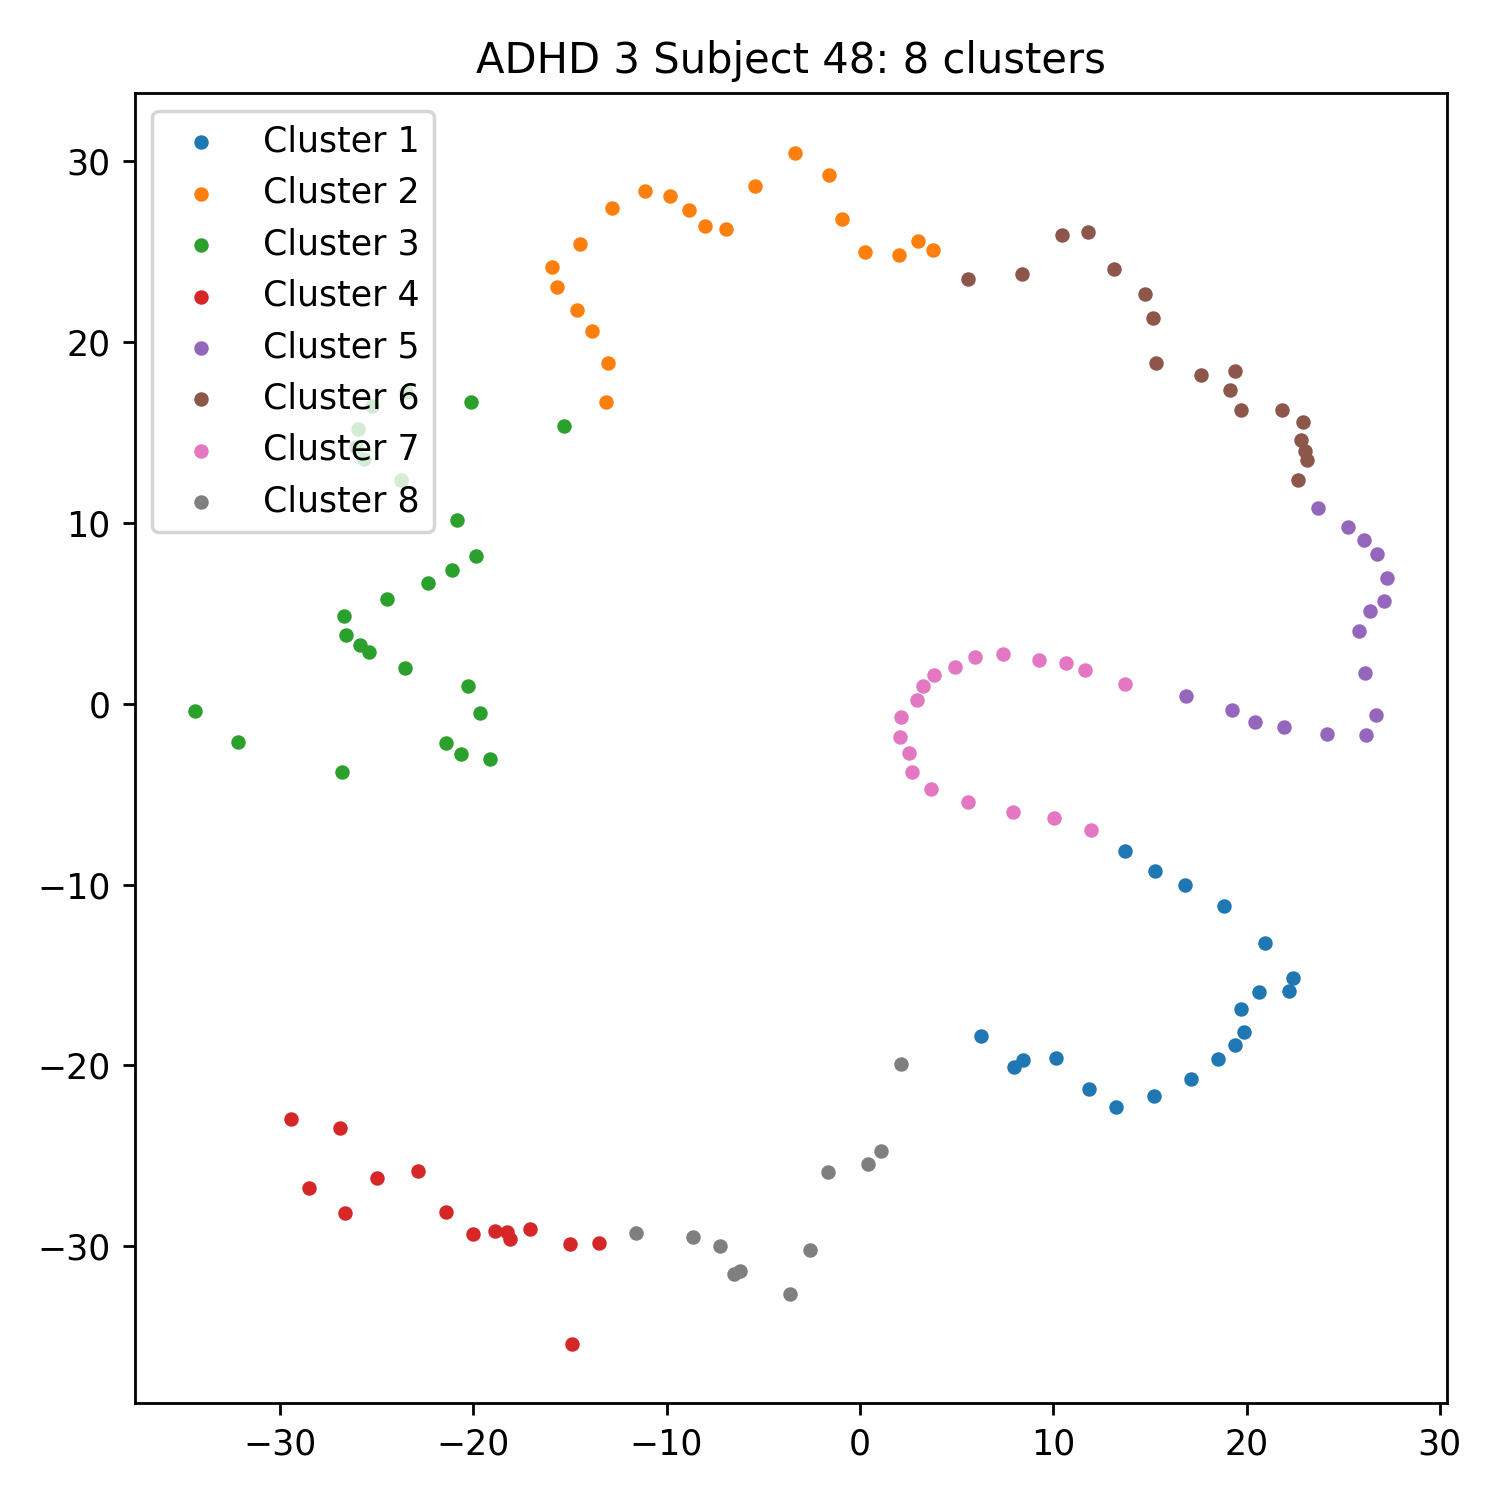 ADHD 3 Subject 48: 8 clusters
Cluster 1
Cluster 2
Cluster 3
Cluster 4
Cluster 5
Cluster 6
Cluster 7
Cluster 8
30
20
10
0
−10
−20
−30
−30 −20 −10 0 10 20 30